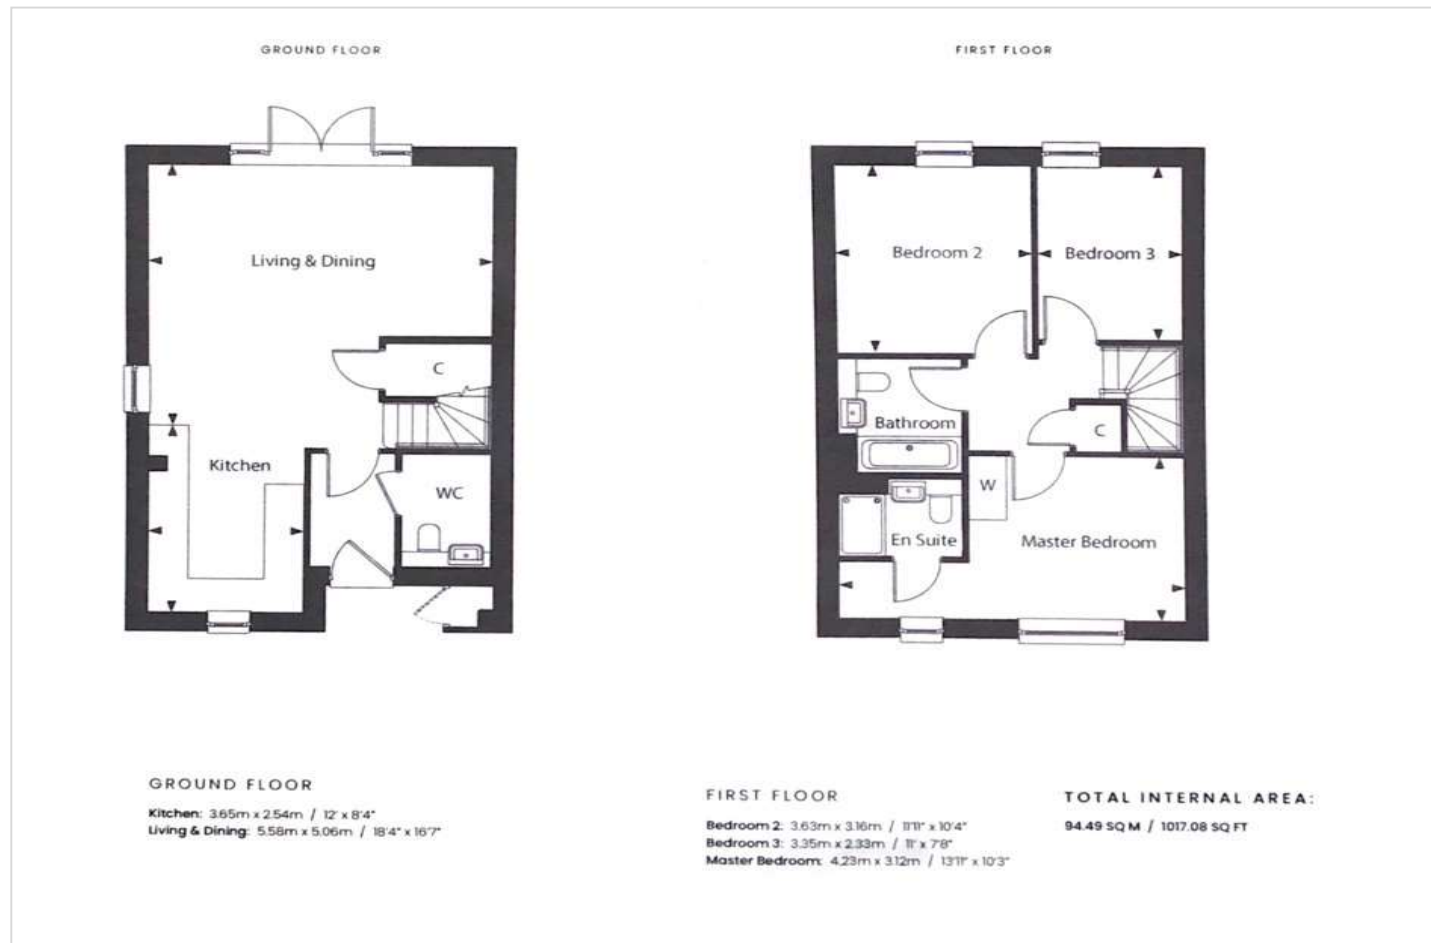 GROUND FLOOR
FIRST FLOOR
Living & Dining
C
Kitchen
WC
Bedroom 2
Bedroom 3
Bathroom
C
W
En Suite
Master Bedroom
GROUND FLOOR
Kitchen: 3.65m x 2.54m / 12' x 8'4"
Living & Dining: 5.58m x 5.06m / 18'4" x 16'7"
FIRST FLOOR
Bedroom 2: 3.63m x 3.16m / 11'11" x 10'4"
Bedroom 3: 3.35m x 2.33m / 11' x 7'8"
Master Bedroom: 4.23m x 3.12m / 13'11" x 10'3"
TOTAL INTERNAL AREA:
94.49 SQ M / 1017.08 SQ FT